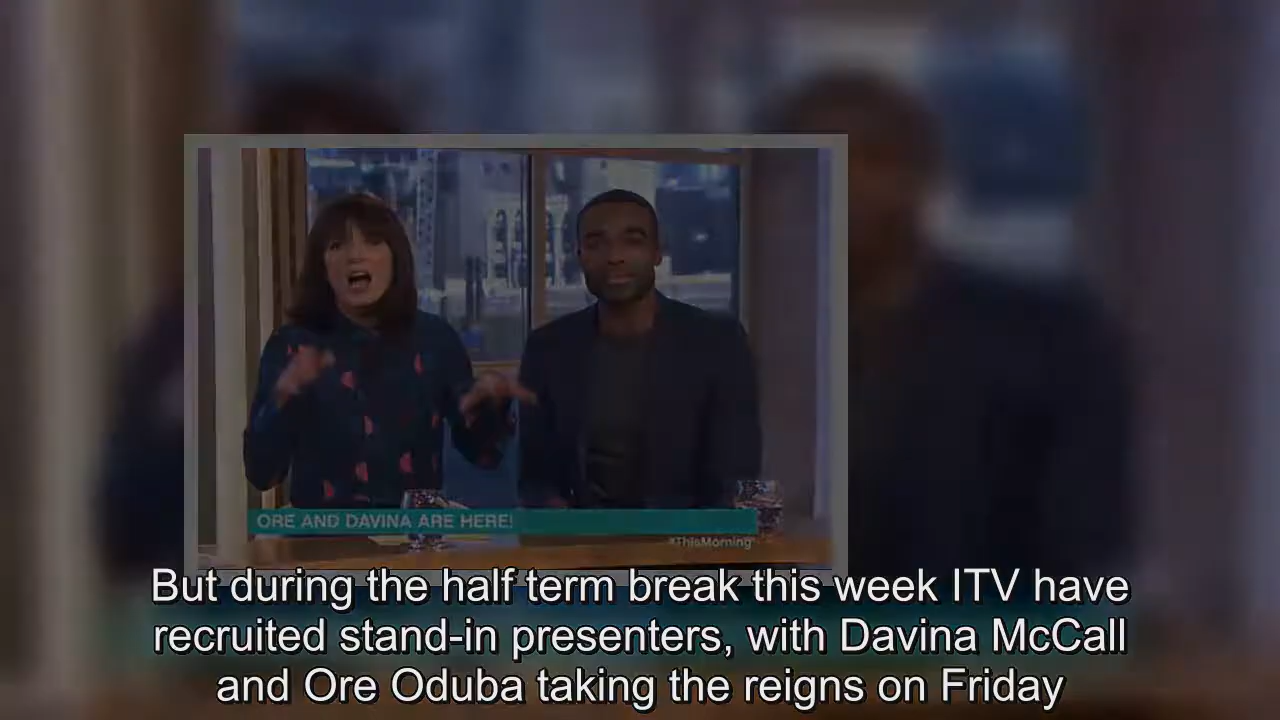 ORE AND DAVINA ARE HERE!
#ThisMorning
But during the half term break this week ITV have
recruited stand-in presenters, with Davina McCall
and Ore Oduba taking the reigns on Friday